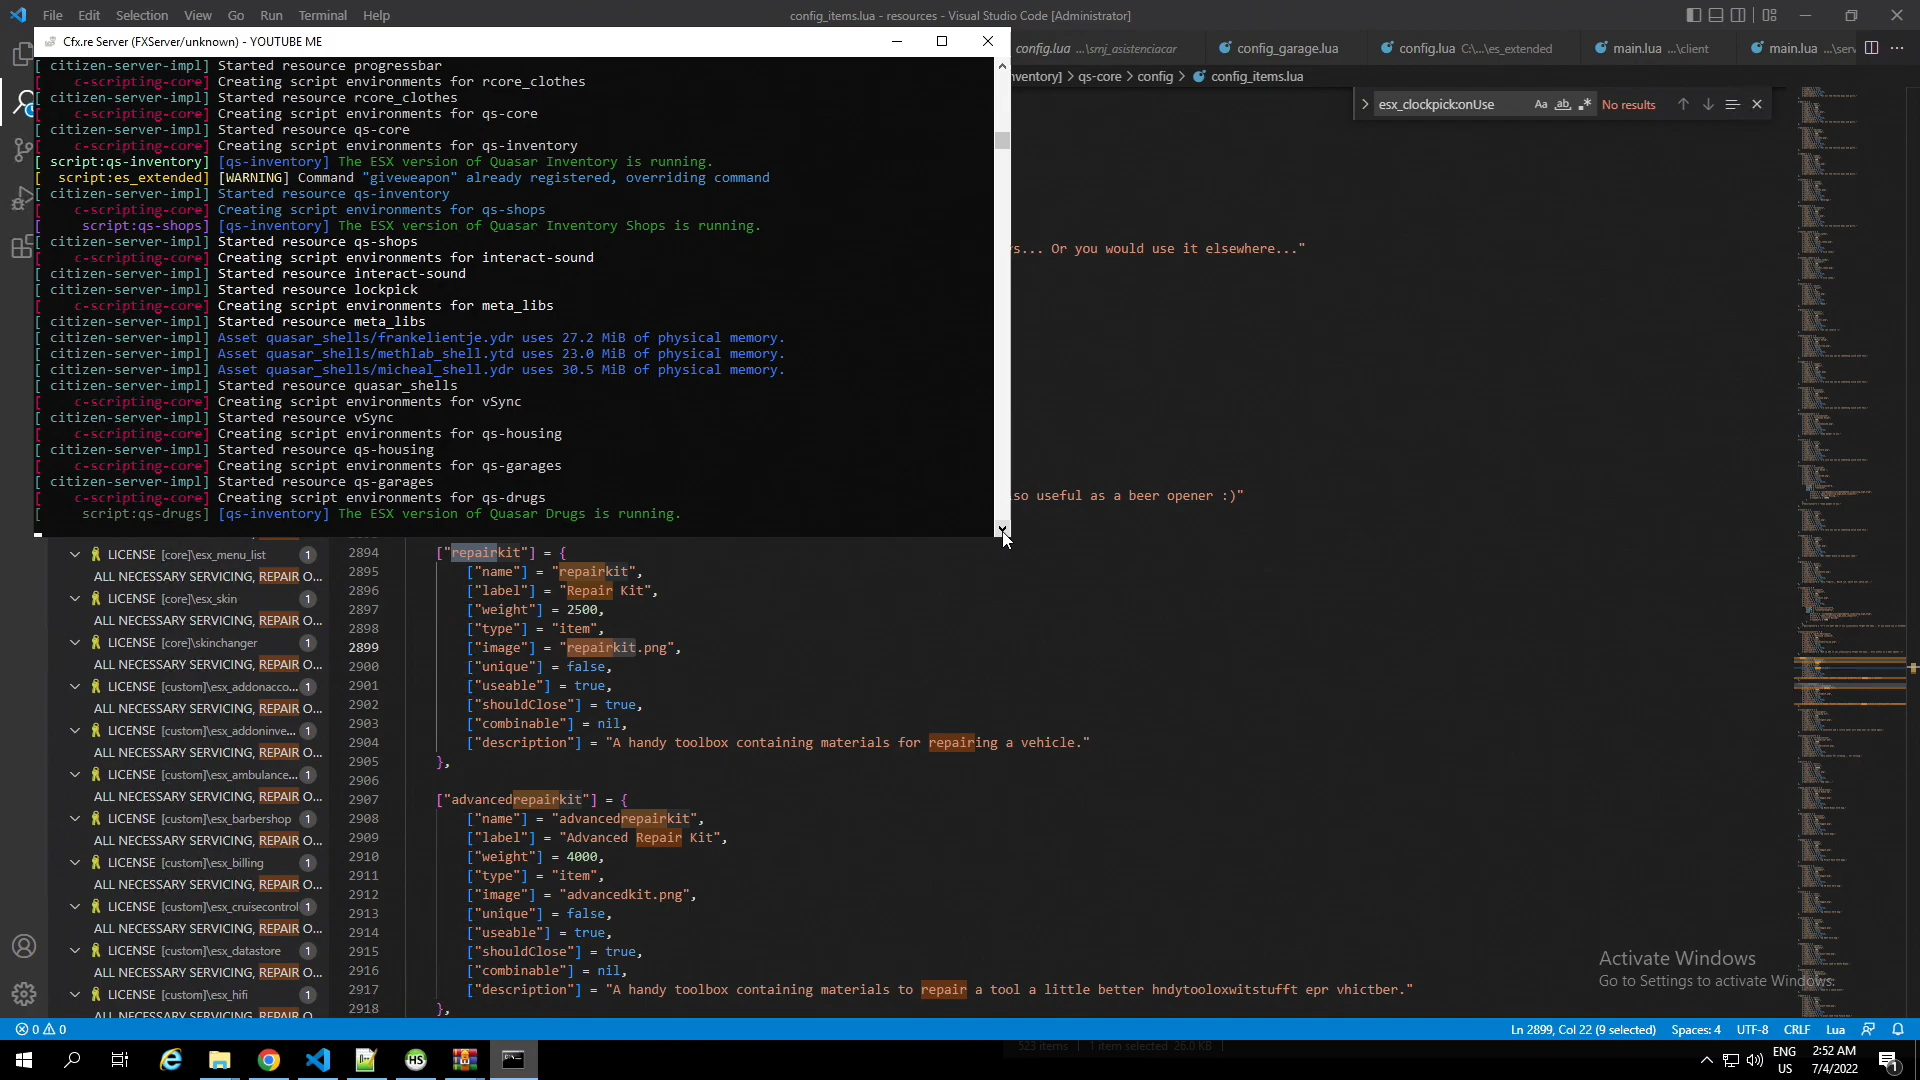 File Edit Selection View Go Run Terminal Help
config_items.lua - resources - Visual Studio Code [Administrator]
Cfx.re Server (FXServer/unknown) - YOUTUBE ME
config.lua ...\smj_asistenciacar
config_garage.lua
config.lua C:\...\es_extended
main.lua ...\client
main.lua ...\serv
nventory] > qs-core > config > config_items.lua
esx_clockpick:onUse
Aa ab .*
No results
[ citizen-server-impl] Started resource progressbar
[ c-scripting-core] Creating script environments for rcore_clothes
[ citizen-server-impl] Started resource rcore_clothes
[ c-scripting-core] Creating script environments for qs-core
[ citizen-server-impl] Started resource qs-core
[ c-scripting-core] Creating script environments for qs-inventory
[ script:qs-inventory] [qs-inventory] The ESX version of Quasar Inventory is running.
[ script:es_extended] [WARNING] Command "giveweapon" already registered, overriding command
[ citizen-server-impl] Started resource qs-inventory
[ c-scripting-core] Creating script environments for qs-shops
[ script:qs-shops] [qs-inventory] The ESX version of Quasar Inventory Shops is running.
[ citizen-server-impl] Started resource qs-shops
[ c-scripting-core] Creating script environments for interact-sound
[ citizen-server-impl] Started resource interact-sound
[ citizen-server-impl] Started resource lockpick
[ c-scripting-core] Creating script environments for meta_libs
[ citizen-server-impl] Started resource meta_libs
[ citizen-server-impl] Asset quasar_shells/frankelientje.ydr uses 27.2 MiB of physical memory.
[ citizen-server-impl] Asset quasar_shells/methlab_shell.ytd uses 23.0 MiB of physical memory.
[ citizen-server-impl] Asset quasar_shells/micheal_shell.ydr uses 30.5 MiB of physical memory.
[ citizen-server-impl] Started resource quasar_shells
[ c-scripting-core] Creating script environments for vSync
[ citizen-server-impl] Started resource vSync
[ c-scripting-core] Creating script environments for qs-housing
[ citizen-server-impl] Started resource qs-housing
[ c-scripting-core] Creating script environments for qs-garages
[ citizen-server-impl] Started resource qs-garages
[ c-scripting-core] Creating script environments for qs-drugs
[ script:qs-drugs] [qs-inventory] The ESX version of Quasar Drugs is running.
s... Or you would use it elsewhere..."
lso useful as a beer opener :)"
LICENSE [core]\esx_menu_list 1
ALL NECESSARY SERVICING, REPAIR O...
LICENSE [core]\esx_skin 1
ALL NECESSARY SERVICING, REPAIR O...
LICENSE [core]\skinchanger 1
ALL NECESSARY SERVICING, REPAIR O...
LICENSE [custom]\esx_addonacco... 1
ALL NECESSARY SERVICING, REPAIR O...
LICENSE [custom]\esx_addoninve... 1
ALL NECESSARY SERVICING, REPAIR O...
LICENSE [custom]\esx_ambulance... 1
ALL NECESSARY SERVICING, REPAIR O...
LICENSE [custom]\esx_barbershop 1
ALL NECESSARY SERVICING, REPAIR O...
LICENSE [custom]\esx_billing 1
ALL NECESSARY SERVICING, REPAIR O...
LICENSE [custom]\esx_cruisecontrol 1
ALL NECESSARY SERVICING, REPAIR O...
LICENSE [custom]\esx_datastore 1
ALL NECESSARY SERVICING, REPAIR O...
LICENSE [custom]\esx_hifi 1
ALL NECESSARY SERVICING, REPAIR O...
2894 ["repairkit"] = {
2895 ["name"] = "repairkit",
2896 ["label"] = "Repair Kit",
2897 ["weight"] = 2500,
2898 ["type"] = "item",
2899 ["image"] = "repairkit.png",
2900 ["unique"] = false,
2901 ["useable"] = true,
2902 ["shouldClose"] = true,
2903 ["combinable"] = nil,
2904 ["description"] = "A handy toolbox containing materials for repairing a vehicle."
2905 },
2906
2907 ["advancedrepairkit"] = {
2908 ["name"] = "advancedrepairkit",
2909 ["label"] = "Advanced Repair Kit",
2910 ["weight"] = 4000,
2911 ["type"] = "item",
2912 ["image"] = "advancedkit.png",
2913 ["unique"] = false,
2914 ["useable"] = true,
2915 ["shouldClose"] = true,
2916 ["combinable"] = nil,
2917 ["description"] = "A handy toolbox containing materials to repair a tool a little better hndytooloxwitstufft epr vhictber."
2918 },
Activate Windows
Go to Settings to activate Windows.
0 0
Ln 2899, Col 22 (9 selected) Spaces: 4 UTF-8 CRLF Lua
523 items 1 item selected 26.0 KB
HS
ENG
US
2:52 AM
7/4/2022
1